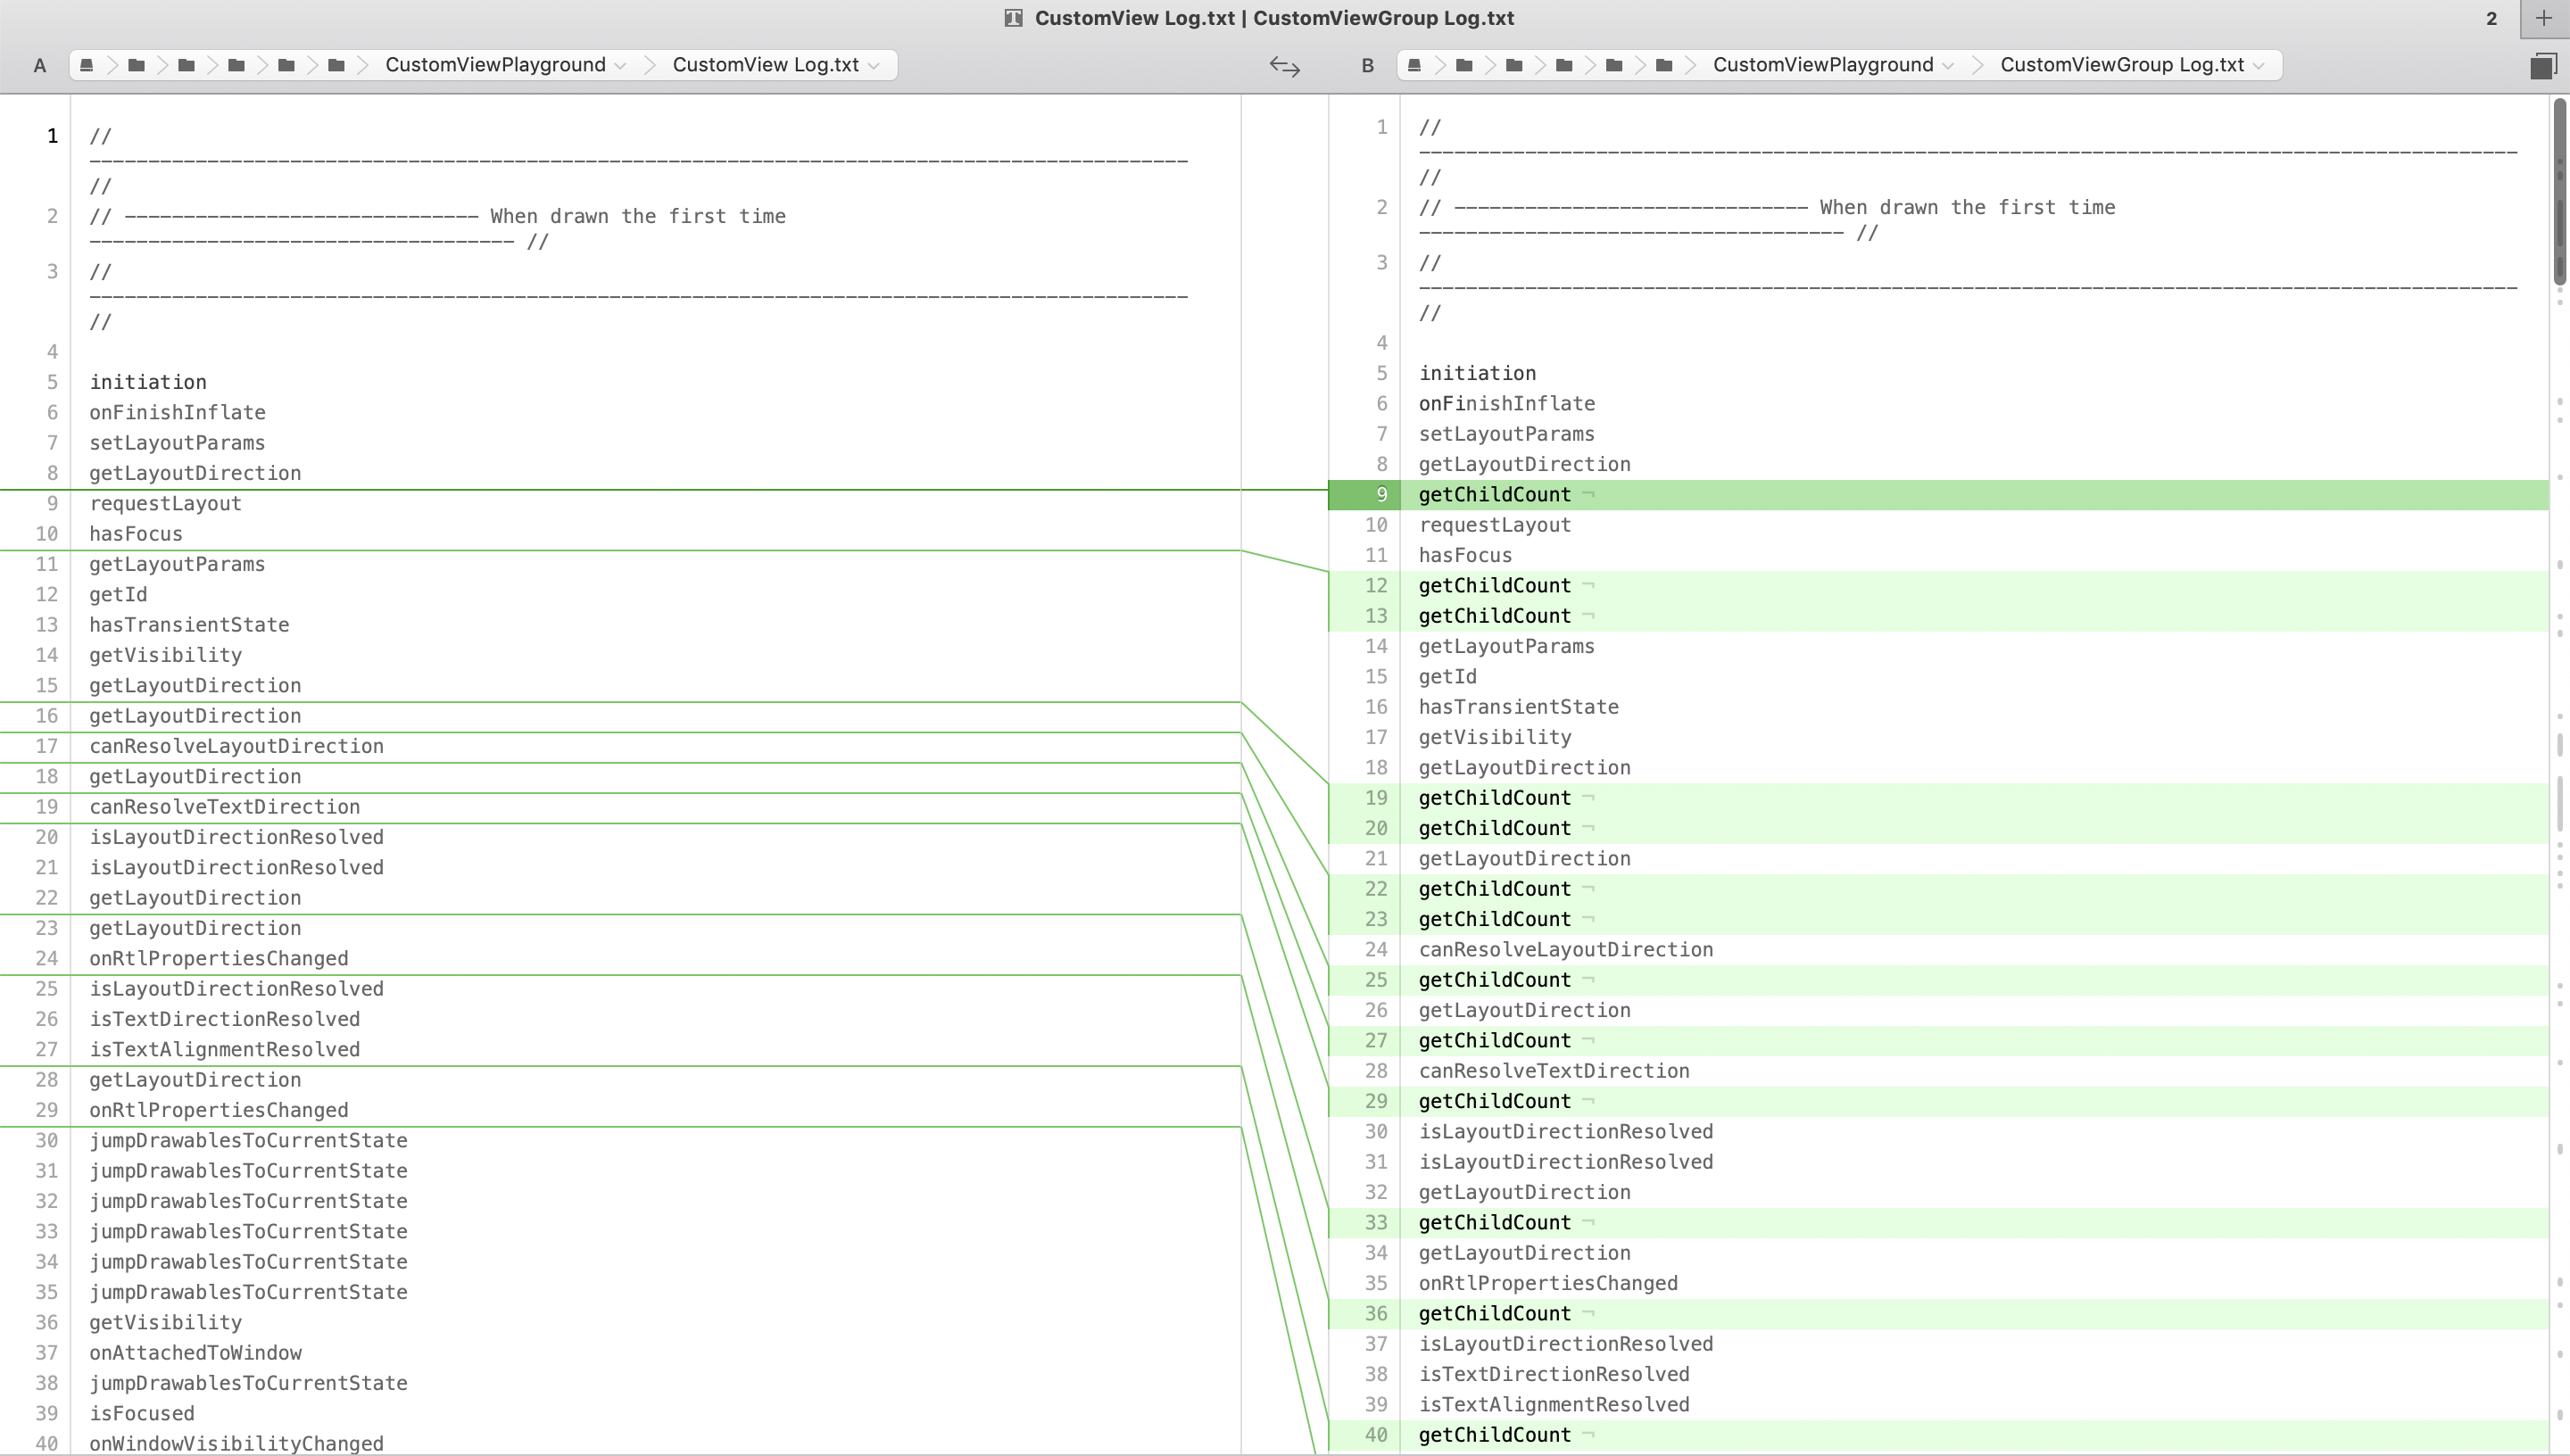 CustomView Log.txt | CustomViewGroup Log.txt
2
A
CustomViewPlayground
CustomView Log.txt
B
CustomViewPlayground
CustomViewGroup Log.txt
1 //
--------------------------------------------------------------------------------------------
//
2 // ------------------------------ When drawn the first time
------------------------------------ //
3 //
--------------------------------------------------------------------------------------------
//
4
5 initiation
6 onFinishInflate
7 setLayoutParams
8 getLayoutDirection
9 requestLayout
10 hasFocus
11 getLayoutParams
12 getId
13 hasTransientState
14 getVisibility
15 getLayoutDirection
16 getLayoutDirection
17 canResolveLayoutDirection
18 getLayoutDirection
19 canResolveTextDirection
20 isLayoutDirectionResolved
21 isLayoutDirectionResolved
22 getLayoutDirection
23 getLayoutDirection
24 onRtlPropertiesChanged
25 isLayoutDirectionResolved
26 isTextDirectionResolved
27 isTextAlignmentResolved
28 getLayoutDirection
29 onRtlPropertiesChanged
30 jumpDrawablesToCurrentState
31 jumpDrawablesToCurrentState
32 jumpDrawablesToCurrentState
33 jumpDrawablesToCurrentState
34 jumpDrawablesToCurrentState
35 jumpDrawablesToCurrentState
36 getVisibility
37 onAttachedToWindow
38 jumpDrawablesToCurrentState
39 isFocused
40 onWindowVisibilityChanged
1 //
--------------------------------------------------------------------------------------------
//
2 // ------------------------------ When drawn the first time
------------------------------------ //
3 //
--------------------------------------------------------------------------------------------
//
4
5 initiation
6 onFinishInflate
7 setLayoutParams
8 getLayoutDirection
9 getChildCount ¬
10 requestLayout
11 hasFocus
12 getChildCount ¬
13 getChildCount ¬
14 getLayoutParams
15 getId
16 hasTransientState
17 getVisibility
18 getLayoutDirection
19 getChildCount ¬
20 getChildCount ¬
21 getLayoutDirection
22 getChildCount ¬
23 getChildCount ¬
24 canResolveLayoutDirection
25 getChildCount ¬
26 getLayoutDirection
27 getChildCount ¬
28 canResolveTextDirection
29 getChildCount ¬
30 isLayoutDirectionResolved
31 isLayoutDirectionResolved
32 getLayoutDirection
33 getChildCount ¬
34 getLayoutDirection
35 onRtlPropertiesChanged
36 getChildCount ¬
37 isLayoutDirectionResolved
38 isTextDirectionResolved
39 isTextAlignmentResolved
40 getChildCount ¬